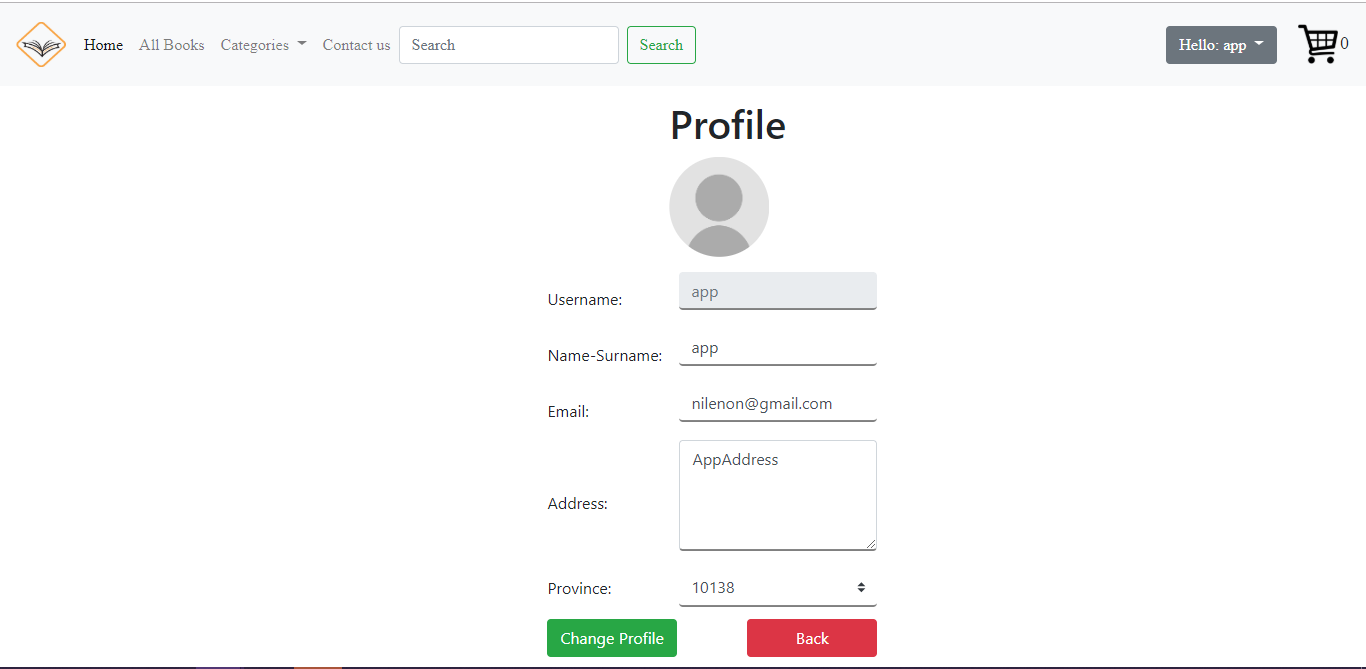 Home All Books Categories Contact us Search Search Hello: app 0
Profile
Username: app
Name-Surname: app
Email: nilenon@gmail.com
Address: AppAddress
Province: 10138
Change Profile Back